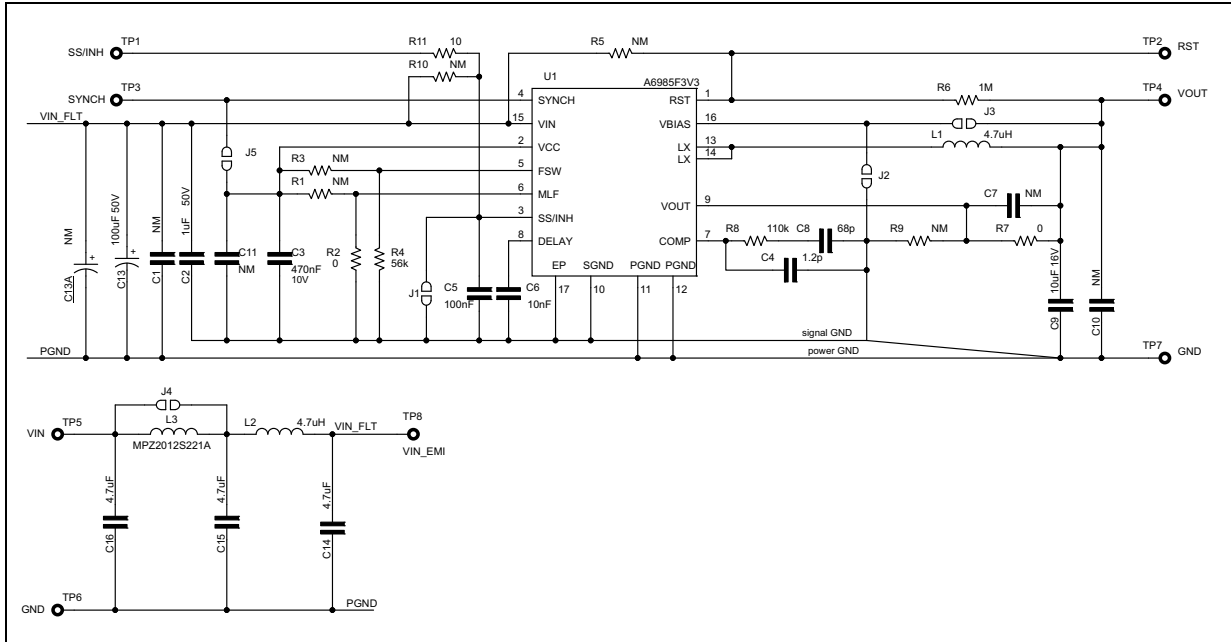 SS/INH TP1
R11 10
R10 NM
R5 NM
TP2 RST
TP3
SYNCH
U1
A6985F3V3
R6 1M
TP4 VOUT
4 SYNCH
RST 1
VIN_FLT
15 VIN
VBIAS 16
J3
2 VCC
LX 13
L1 4.7uH
LX 14
J5
R3 NM
5 FSW
J2
R1 NM
6 MLF
C7 NM
3 SS/INH
VOUT 9
8 DELAY
COMP 7
R8 110k
C8 68p
R9 NM
R7 0
C4 1.2p
NM
C13A
+
100uF 50V
C13
+
NM
C1
1uF 50V
C2
C11
NM
C3
470nF
10V
R2
0
R4
56k
J1
C5
100nF
C6
10nF
EP SGND PGND PGND
17 10 11 12
10uF 16V
C9
NM
C10
signal GND
PGND
power GND
TP7
GND
J4
TP5
VIN
L3
MPZ2012S221A
L2 4.7uH
VIN_FLT
TP8
VIN_EMI
4.7uF
C16
4.7uF
C15
4.7uF
C14
TP6
GND
PGND